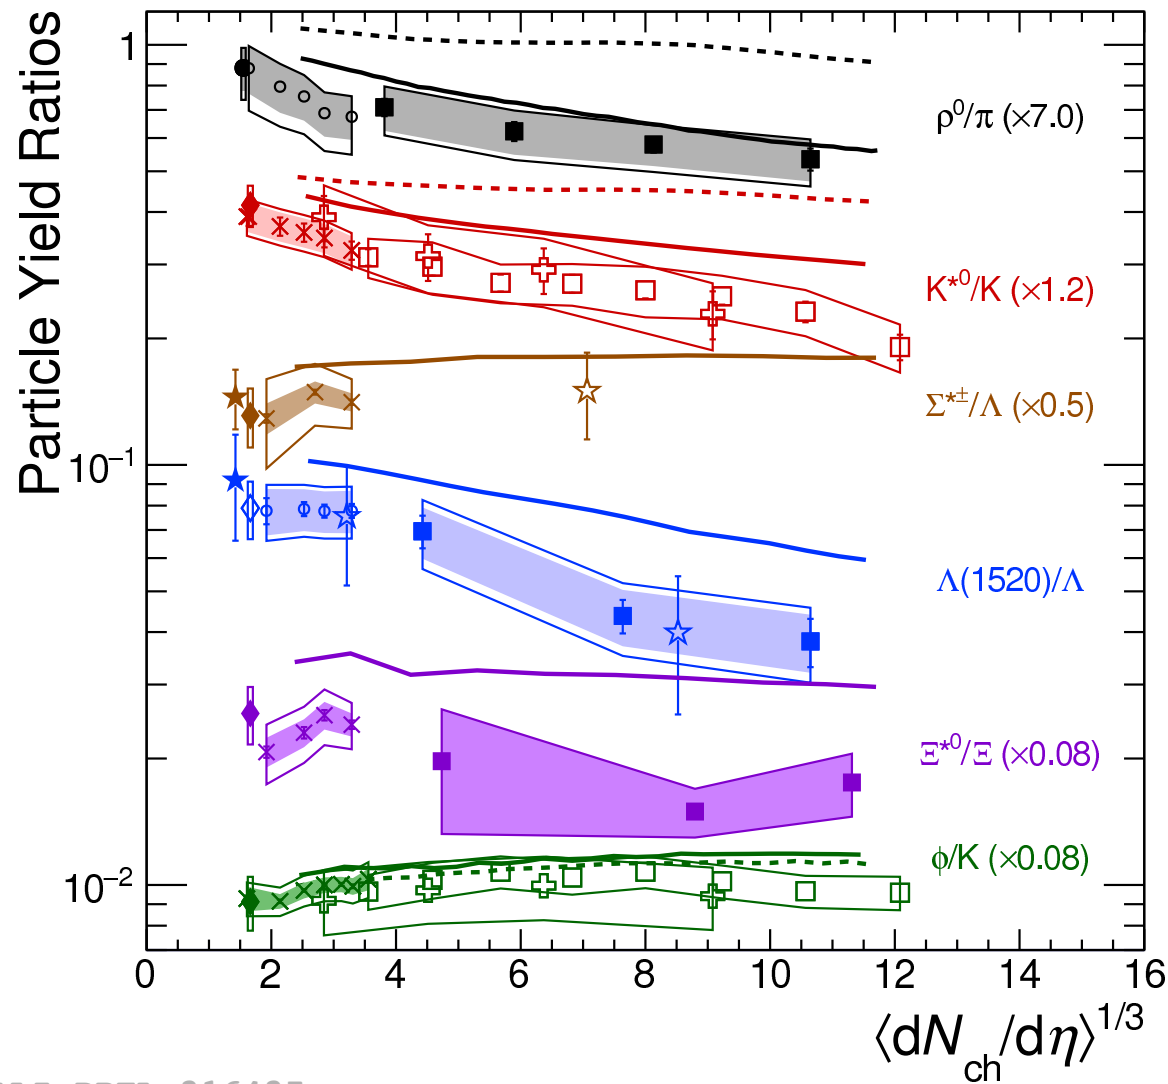 Particle Yield Ratios
1
10⁻¹
10⁻²
ρ⁰/π (×7.0)
K*⁰/K (×1.2)
Σ*±/Λ (×0.5)
Λ(1520)/Λ
Ξ*⁰/Ξ (×0.08)
ϕ/K (×0.08)
0 2 4 6 8 10 12 14 16
⟨dN_ch/dη⟩^1/3